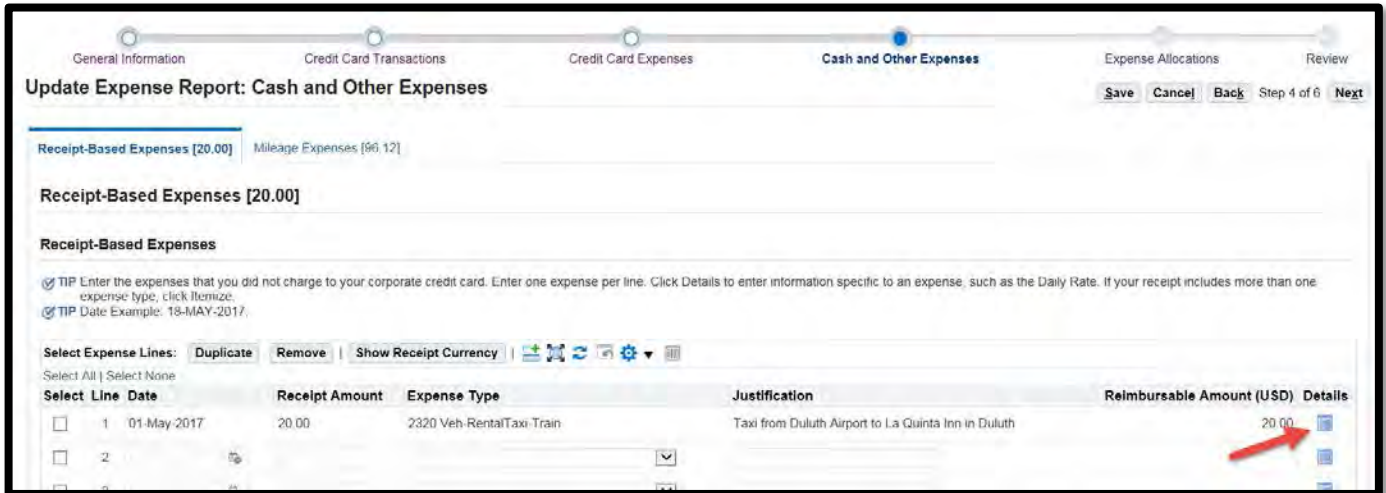 General Information Credit Card Transactions Credit Card Expenses Cash and Other Expenses Expense Allocations Review
Update Expense Report: Cash and Other Expenses
Save Cancel Back Step 4 of 6 Next
Receipt-Based Expenses [20.00] Mileage Expenses [96.12]
Receipt-Based Expenses [20.00]
Receipt-Based Expenses
TIP Enter the expenses that you did not charge to your corporate credit card. Enter one expense per line. Click Details to enter information specific to an expense, such as the Daily Rate. If your receipt includes more than one
expense type, click Itemize.
TIP Date Example: 18-MAY-2017.
Select Expense Lines: Duplicate Remove | Show Receipt Currency |
Select All | Select None
Select Line Date Receipt Amount Expense Type Justification Reimbursable Amount (USD) Details
1 01-May-2017 20.00 2320 Veh-RentalTaxi-Train Taxi from Duluth Airport to La Quinta Inn in Duluth 20.00
2